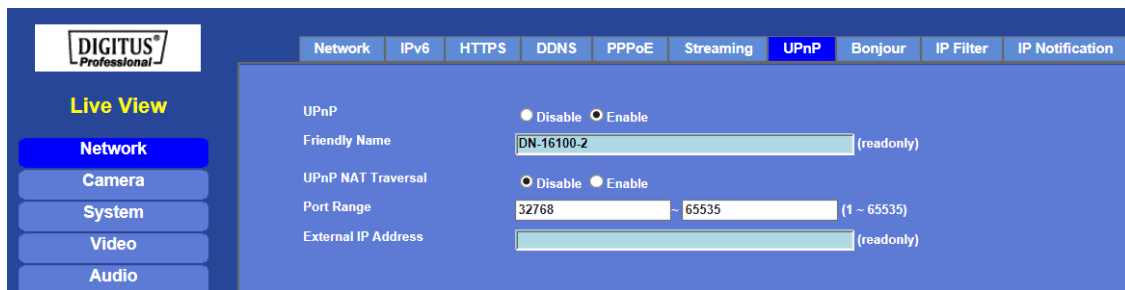 DIGITUS®
Professional
Network IPv6 HTTPS DDNS PPPoE Streaming UPnP Bonjour IP Filter IP Notification
Live View
Network
Camera
System
Video
Audio
UPnP Disable Enable
Friendly Name DN-16100-2 (readonly)
UPnP NAT Traversal Disable Enable
Port Range 32768 ~ 65535 (1 ~ 65535)
External IP Address (readonly)